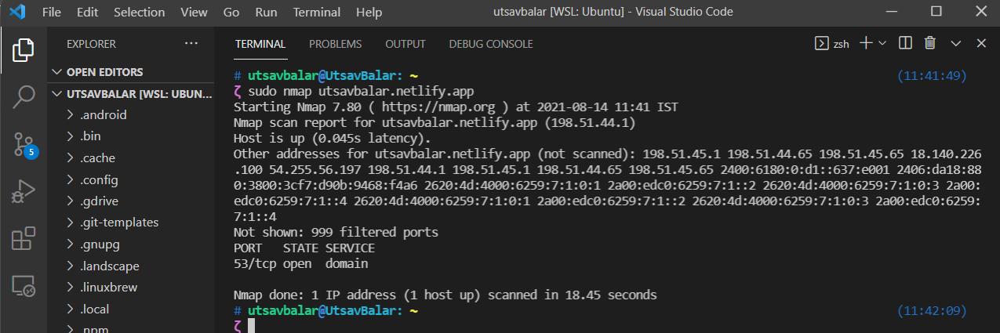 File Edit Selection View Go Run Terminal Help utsavbalar [WSL: Ubuntu] - Visual Studio Code
EXPLORER ···
OPEN EDITORS
UTSAVBALAR [WSL: UBUN...
.android
.bin
.cache
.config
.gdrive
.git-templates
.gnupg
.landscape
.linuxbrew
.local
.npm
5
TERMINAL PROBLEMS OUTPUT DEBUG CONSOLE zsh
# utsavbalar@UtsavBalar: ~ (11:41:49)
ζ sudo nmap utsavbalar.netlify.app
Starting Nmap 7.80 ( https://nmap.org ) at 2021-08-14 11:41 IST
Nmap scan report for utsavbalar.netlify.app (198.51.44.1)
Host is up (0.045s latency).
Other addresses for utsavbalar.netlify.app (not scanned): 198.51.45.1 198.51.44.65 198.51.45.65 18.140.226
.100 54.255.56.197 198.51.44.1 198.51.45.1 198.51.44.65 198.51.45.65 2400:6180:0:d1::637:e001 2406:da18:88
0:3800:3cf7:d90b:9468:f4a6 2620:4d:4000:6259:7:1:0:1 2a00:edc0:6259:7:1::2 2620:4d:4000:6259:7:1:0:3 2a00:
edc0:6259:7:1::4 2620:4d:4000:6259:7:1:0:1 2a00:edc0:6259:7:1::2 2620:4d:4000:6259:7:1:0:3 2a00:edc0:6259:
7:1::4
Not shown: 999 filtered ports
PORT   STATE SERVICE
53/tcp open  domain
Nmap done: 1 IP address (1 host up) scanned in 18.45 seconds
# utsavbalar@UtsavBalar: ~ (11:42:09)
ζ